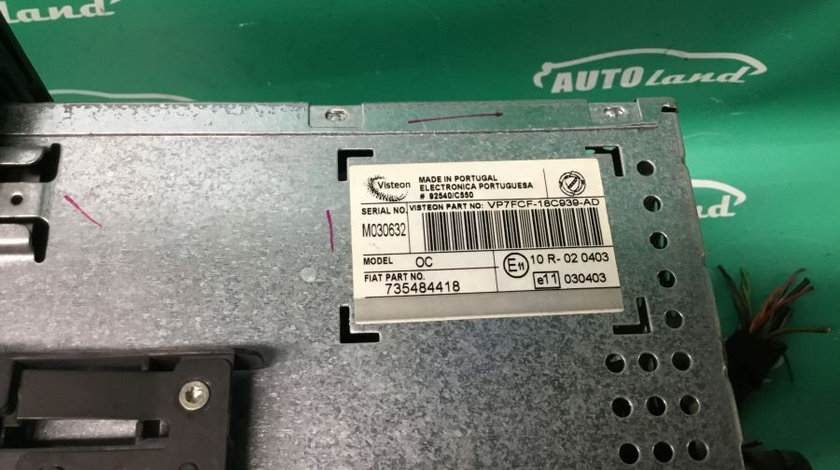 AUTOLand
Visteon
MADE IN PORTUGAL
ELECTRONICA PORTUGUESA
# 92540/C550
SERIAL NO.
VISTEON PART NO: VP7FCF-18C939-AD
M030632
MODEL OC
E11 10 R- 02 0403
FIAT PART NO.
735484418
e11 030403